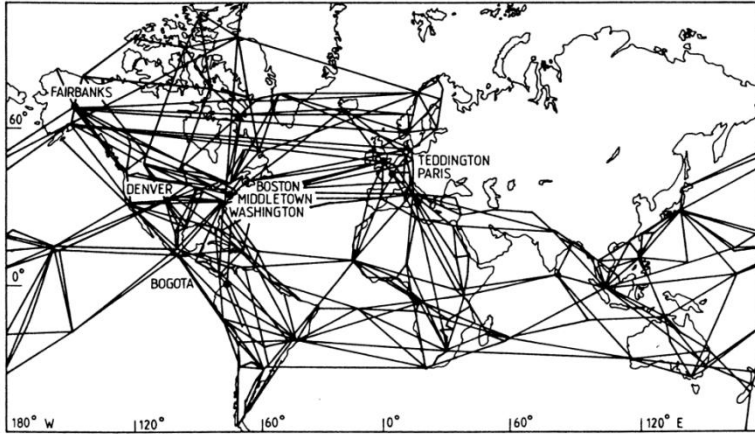 FAIRBANKS
60°
TEDDINGTON
PARIS
BOSTON
DENVER
MIDDLETOWN
WASHINGTON
0°
BOGOTA
180° W
120°
60°
0°
60°
120° E